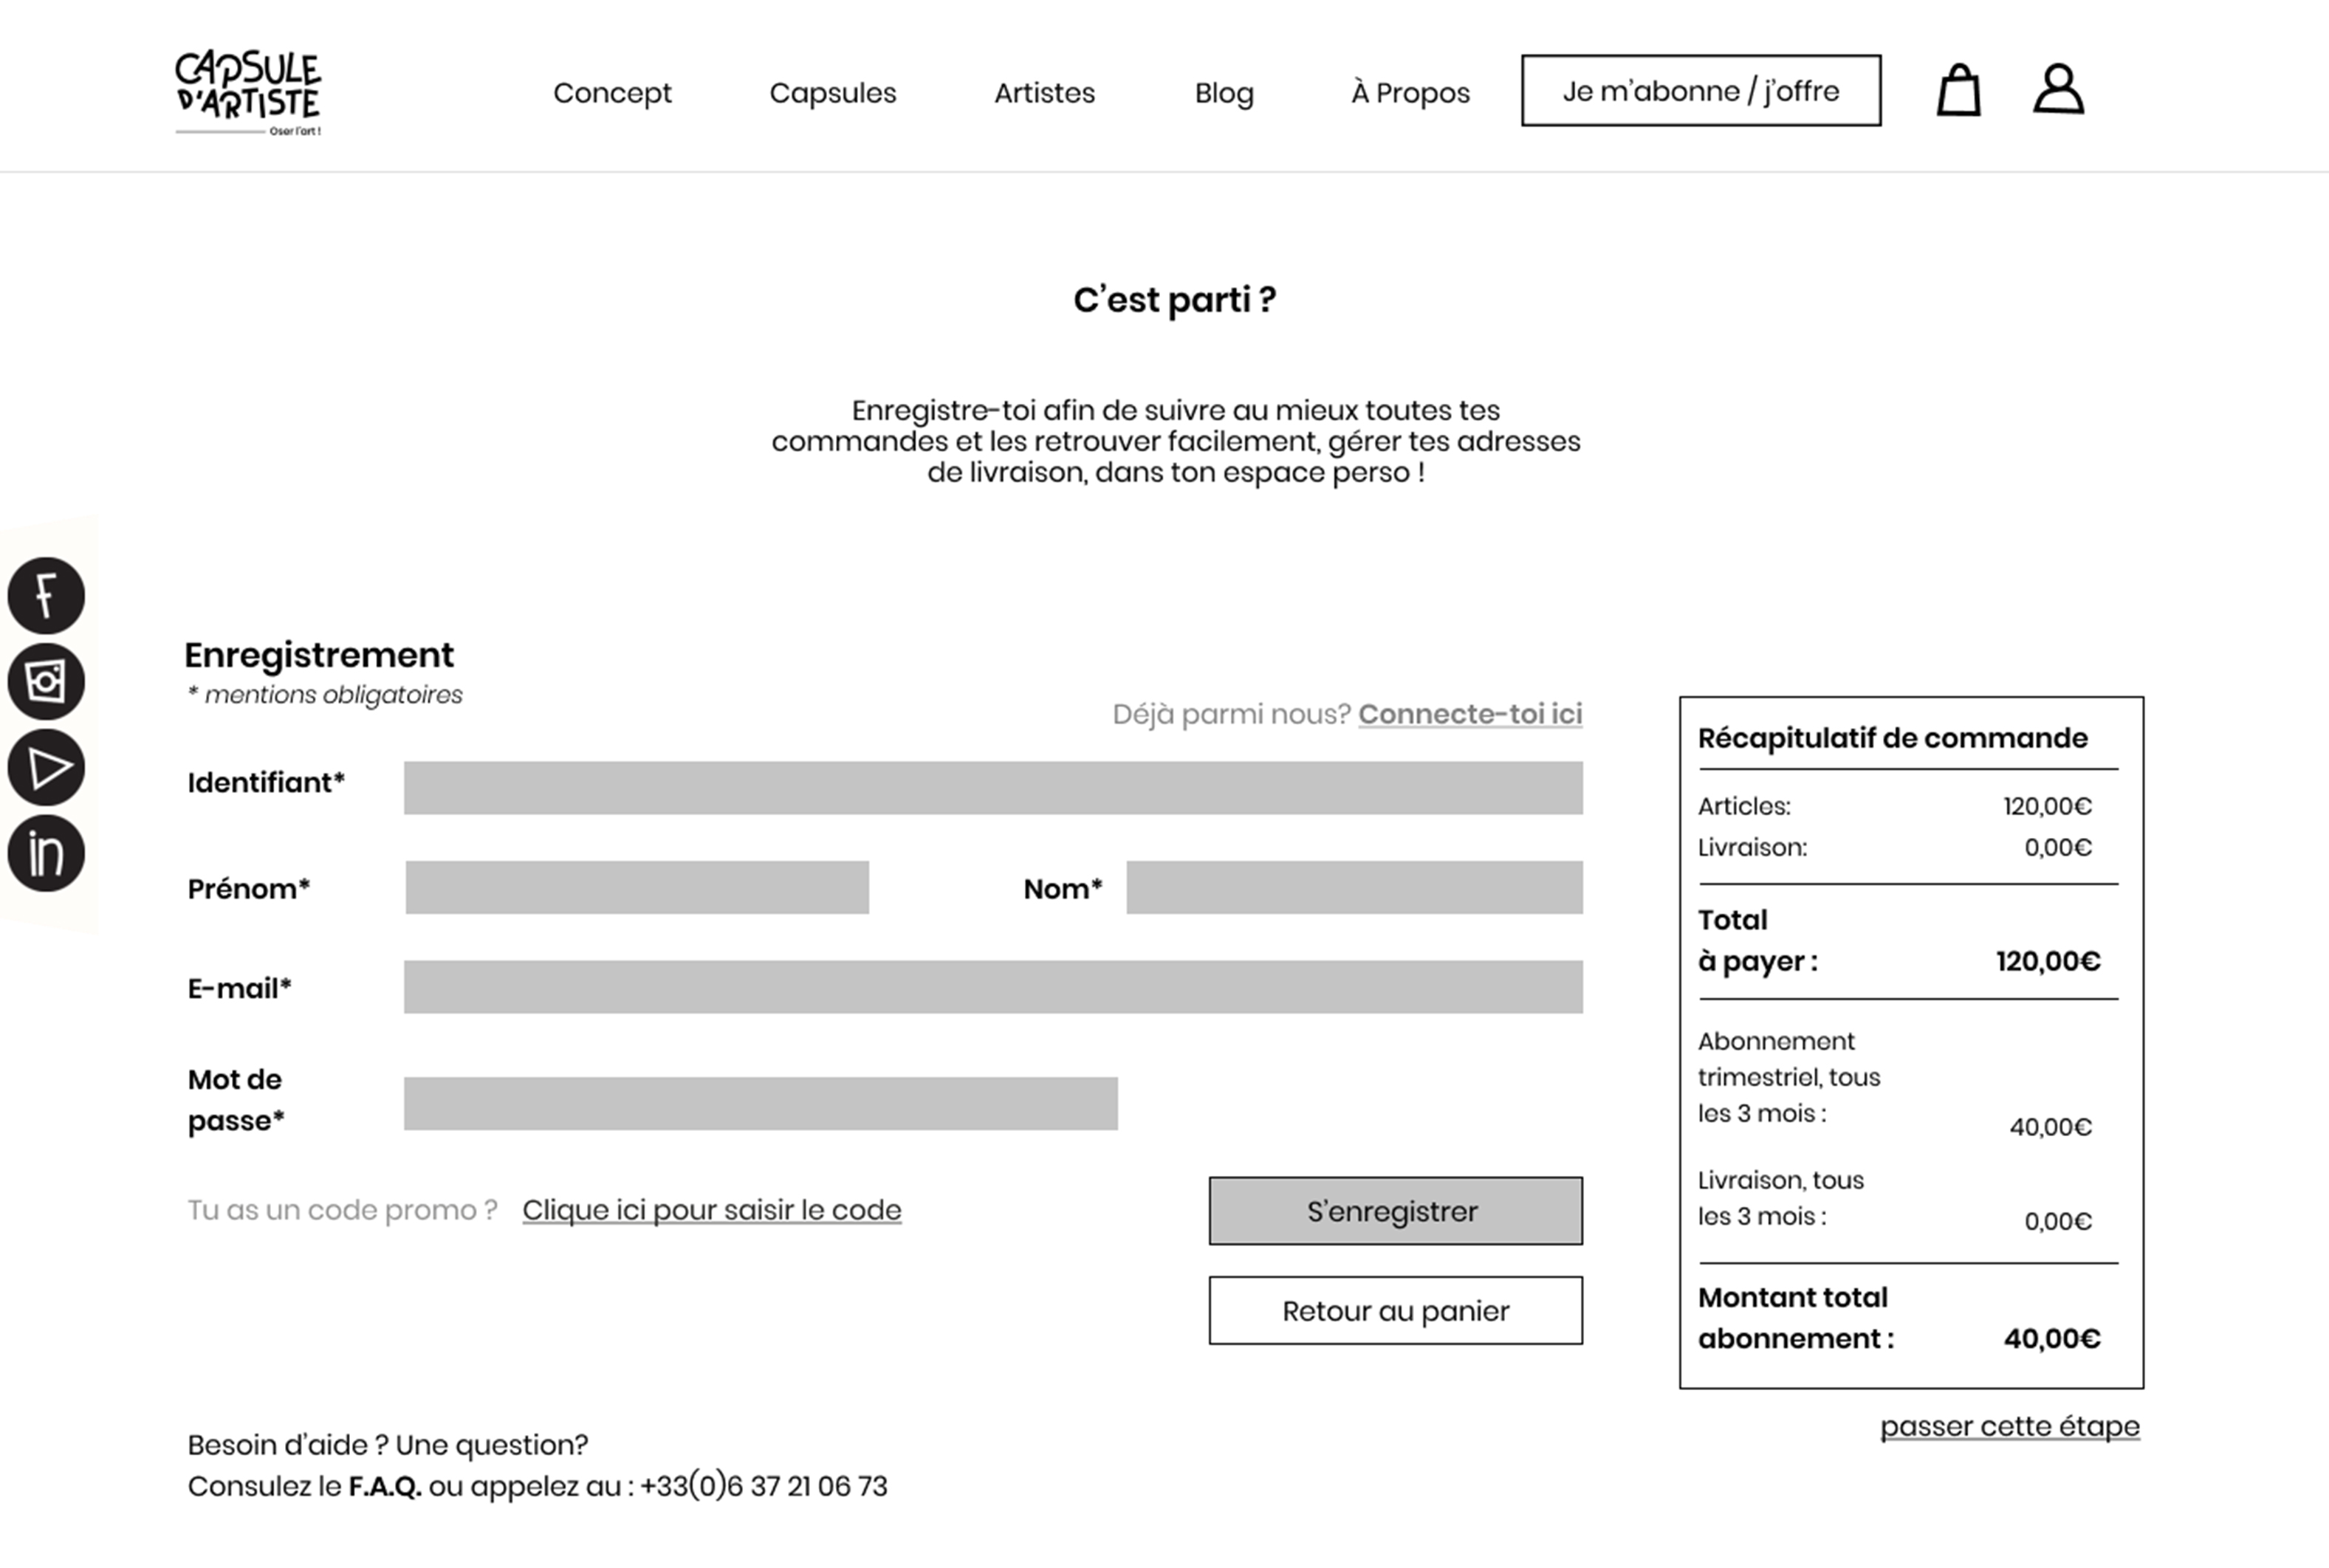 CAPSULE
D'ARTISTE
Oser l'art !
Concept
Capsules
Artistes
Blog
À Propos
Je m'abonne / j'offre
C'est parti ?
Enregistre-toi afin de suivre au mieux toutes tes
commandes et les retrouver facilement, gérer tes adresses
de livraison, dans ton espace perso !
f
in
Enregistrement
* mentions obligatoires
Déjà parmi nous? Connecte-toi ici
Identifiant*
Prénom*
Nom*
E-mail*
Mot de
passe*
Tu as un code promo ? Clique ici pour saisir le code
S'enregistrer
Retour au panier
Récapitulatif de commande
Articles: 120,00€
Livraison: 0,00€
Total
à payer : 120,00€
Abonnement
trimestriel, tous
les 3 mois : 40,00€
Livraison, tous
les 3 mois : 0,00€
Montant total
abonnement : 40,00€
passer cette étape
Besoin d'aide ? Une question?
Consulez le F.A.Q. ou appelez au : +33(0)6 37 21 06 73